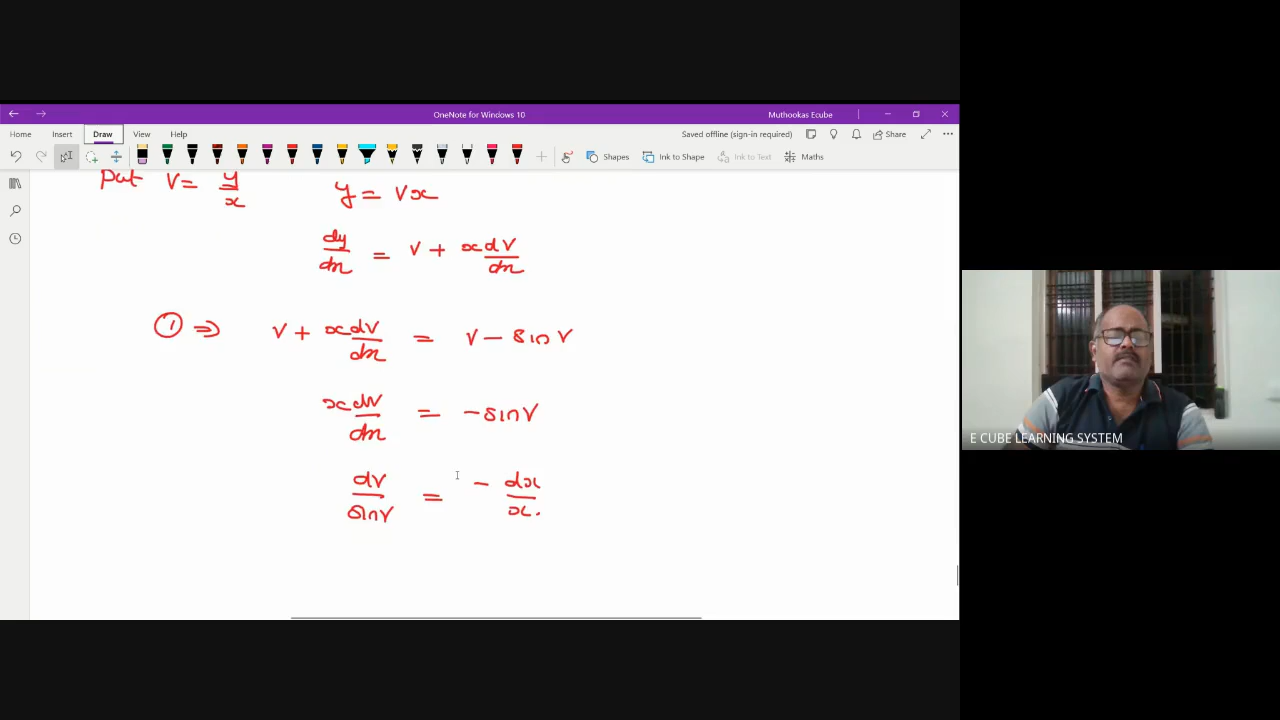 OneNote for Windows 10
Muthookas Ecube
Home Insert Draw View Help
Saved offline (sign-in required)
Share
Shapes Ink to Shape Ink to Text Maths
Put V = y/x y = Vx
dy/dx = V + x dV/dx
① ⇒ V + x dV/dx = V - sin V
x dV/dx = - sin V
dV/sin V = - dx/x.
E CUBE LEARNING SYSTEM